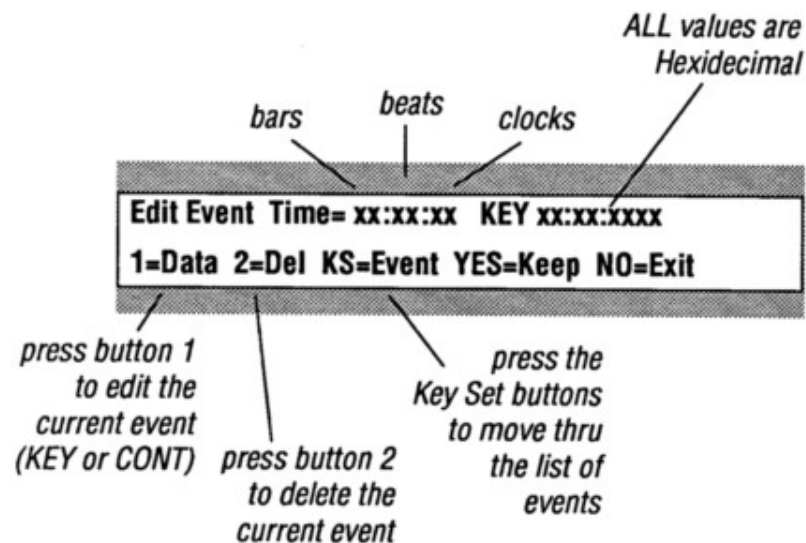 ALL values are
Hexidecimal
beats
bars
clocks
Edit Event Time= xx:xx:xx KEY xx:xx:xxxx
1=Data 2=Del KS=Event YES=Keep NO=Exit
press button 1
to edit the
current event
(KEY or CONT)
press button 2
to delete the
current event
press the
Key Set buttons
to move thru
the list of
events